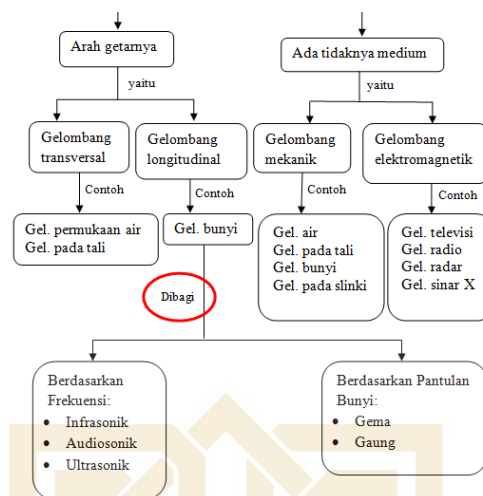 Arah getarnya
Ada tidaknya medium
yaitu
yaitu
Gelombang
transversal
Gelombang
longitudinal
Gelombang
mekanik
Gelombang
elektromagnetik
Contoh
Contoh
Contoh
Contoh
Gel. permukaan air
Gel. pada tali
Gel. bunyi
Gel. air
Gel. pada tali
Gel. bunyi
Gel. pada slinki
Gel. televisi
Gel. radio
Gel. radar
Gel. sinar X
Dibagi
Berdasarkan
Frekuensi:
• Infrasonik
• Audiosonik
• Ultrasonik
Berdasarkan Pantulan
Bunyi:
• Gema
• Gaung